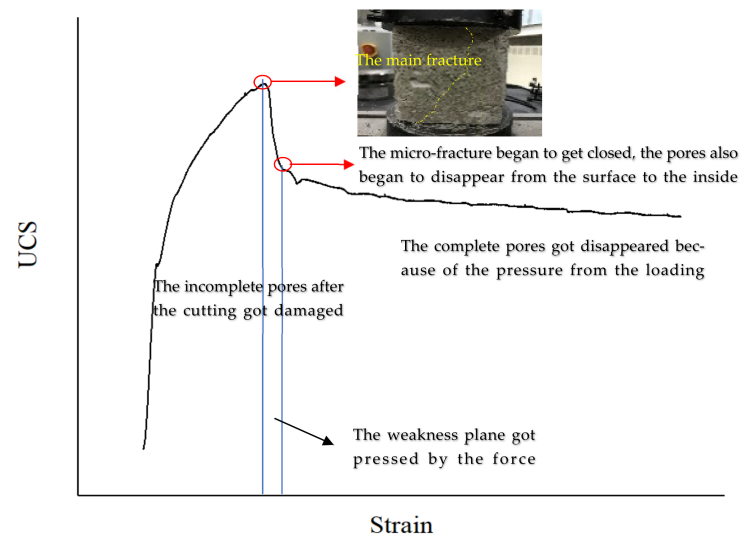 The main fracture
The micro-fracture began to get closed, the pores also
began to disappear from the surface to the inside
UCS
The complete pores got disappeared bec-
ause of the pressure from the loading
The incomplete pores after
the cutting got damaged
The weakness plane got
pressed by the force
Strain